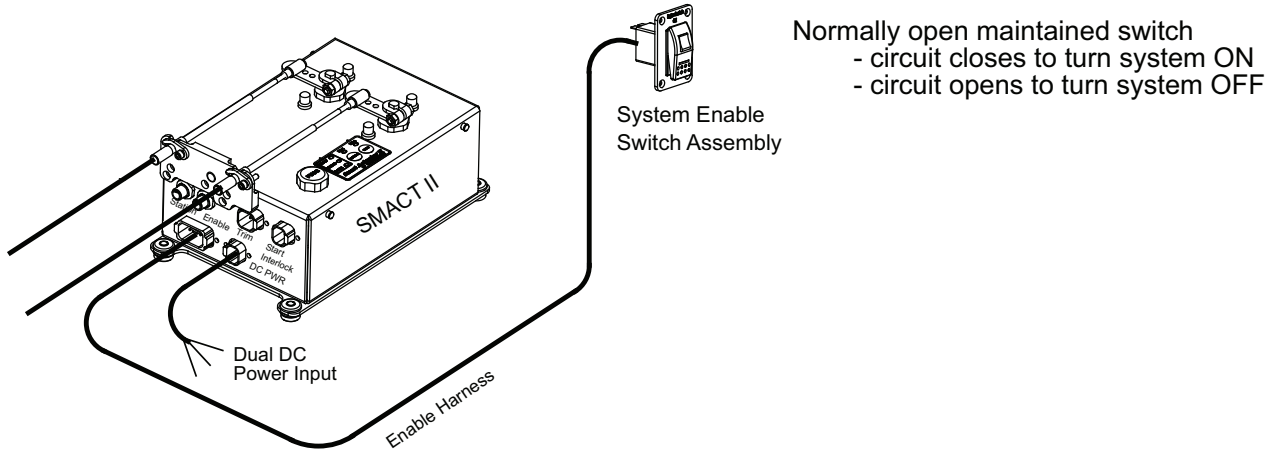 Normally open maintained switch
- circuit closes to turn system ON
- circuit opens to turn system OFF
System Enable
Switch Assembly
SMACT II
Station
Enable
Trim
Start
Interlock
DC PWR
Dual DC
Power Input
Enable Harness